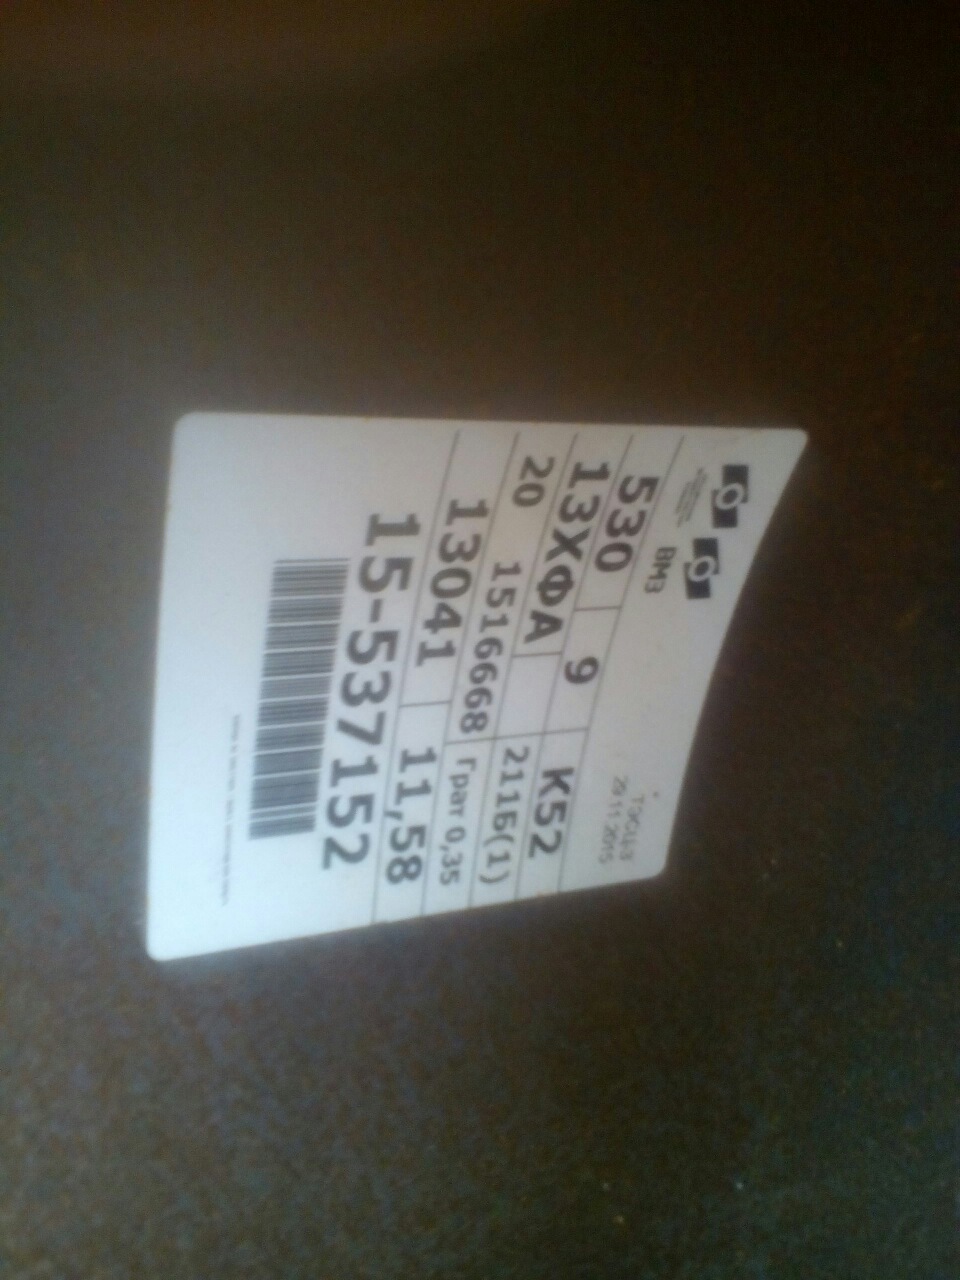 ВМЗ
ТЭСЦ-3
29.11.2015
530 9 К52
13ХФА
20 2116(1)
1516668 Грат 0,35
13041 11,58
15-537152